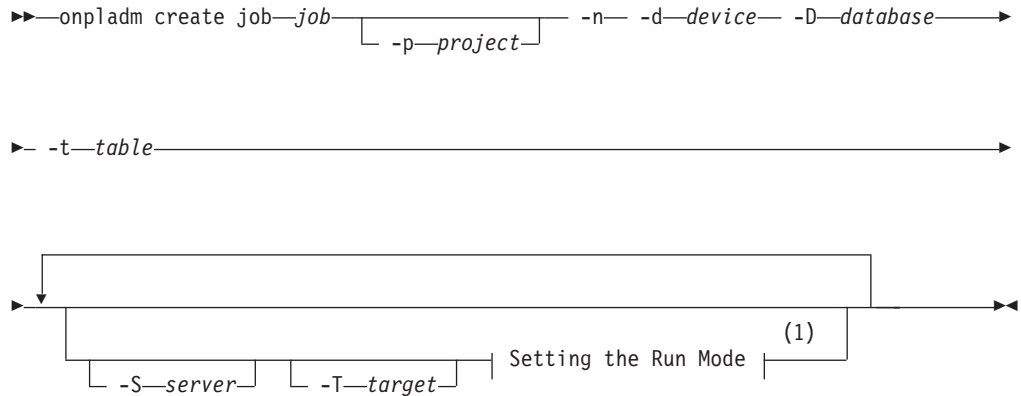 onpladm create job job -n -d device -D database
-p project
-t table
(1)
Setting the Run Mode
-S server -T target